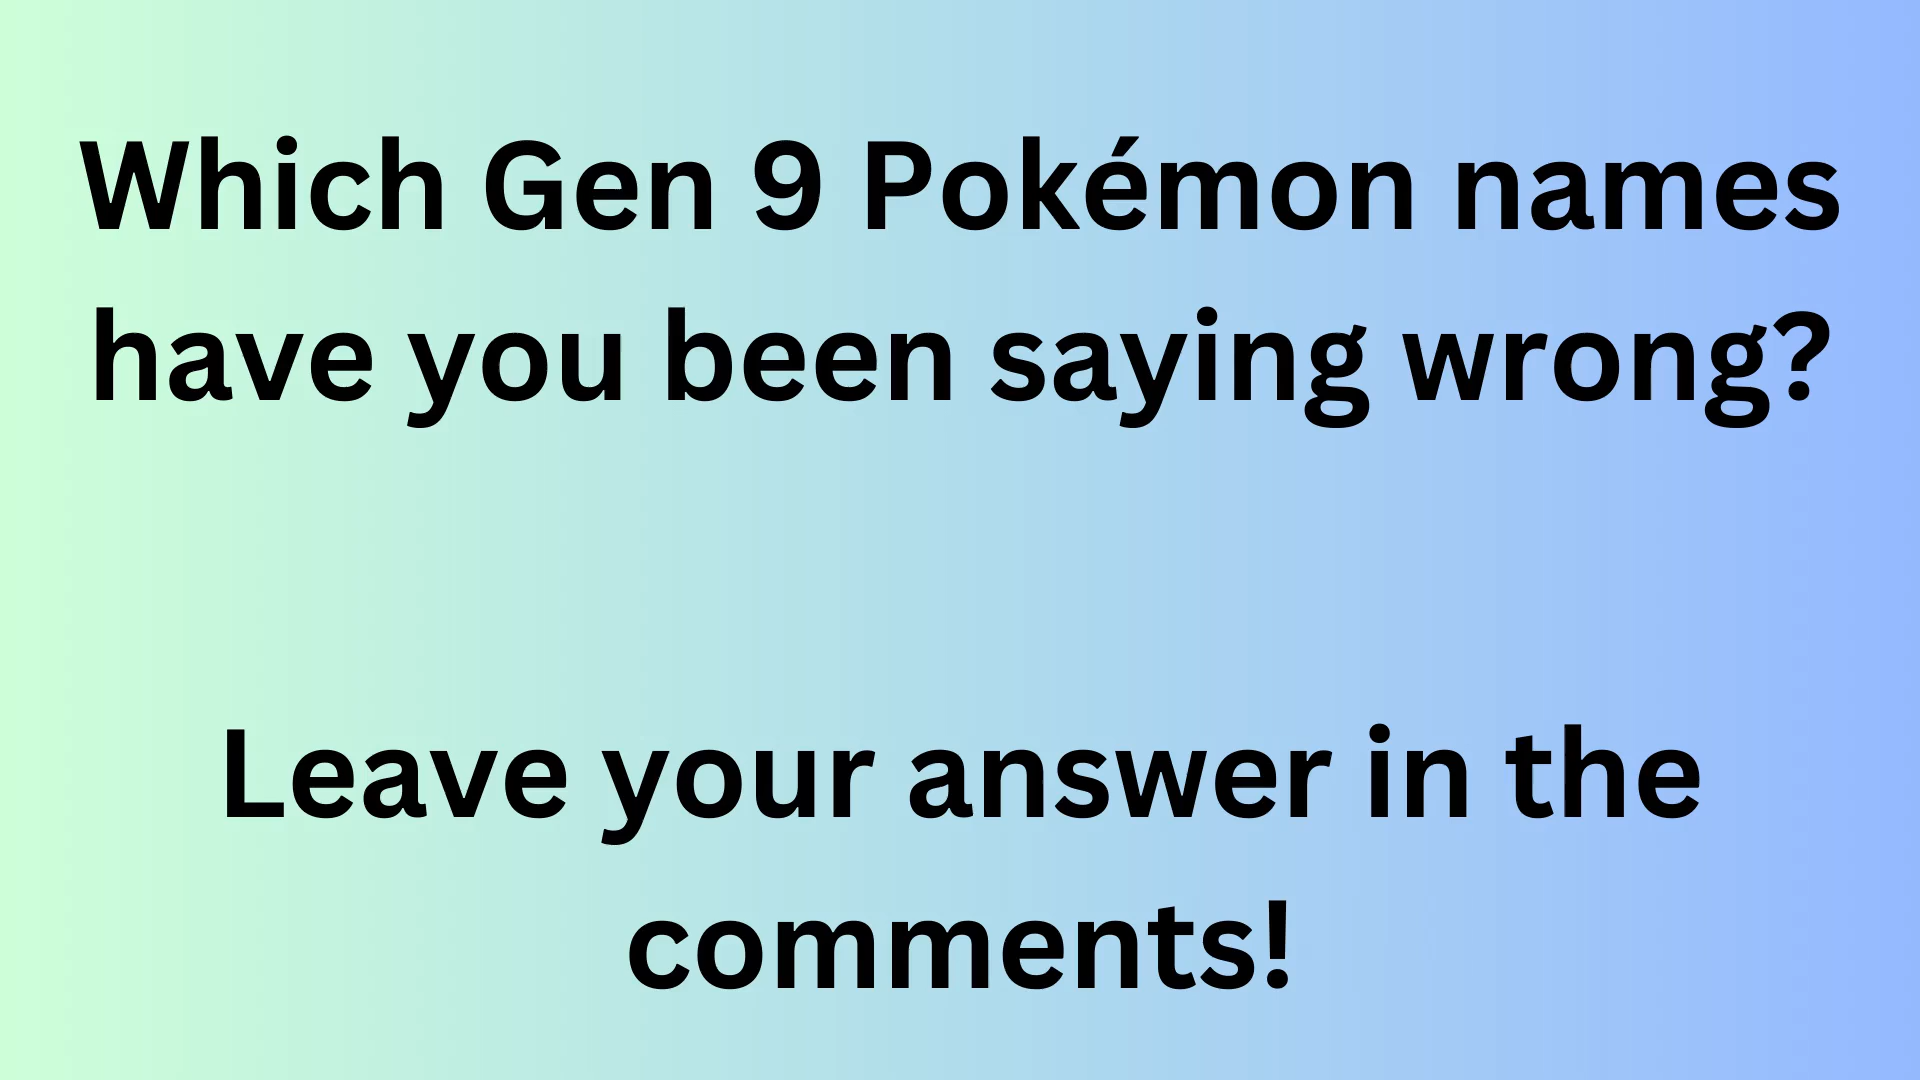 Which Gen 9 Pokémon names
have you been saying wrong?
Leave your answer in the
comments!